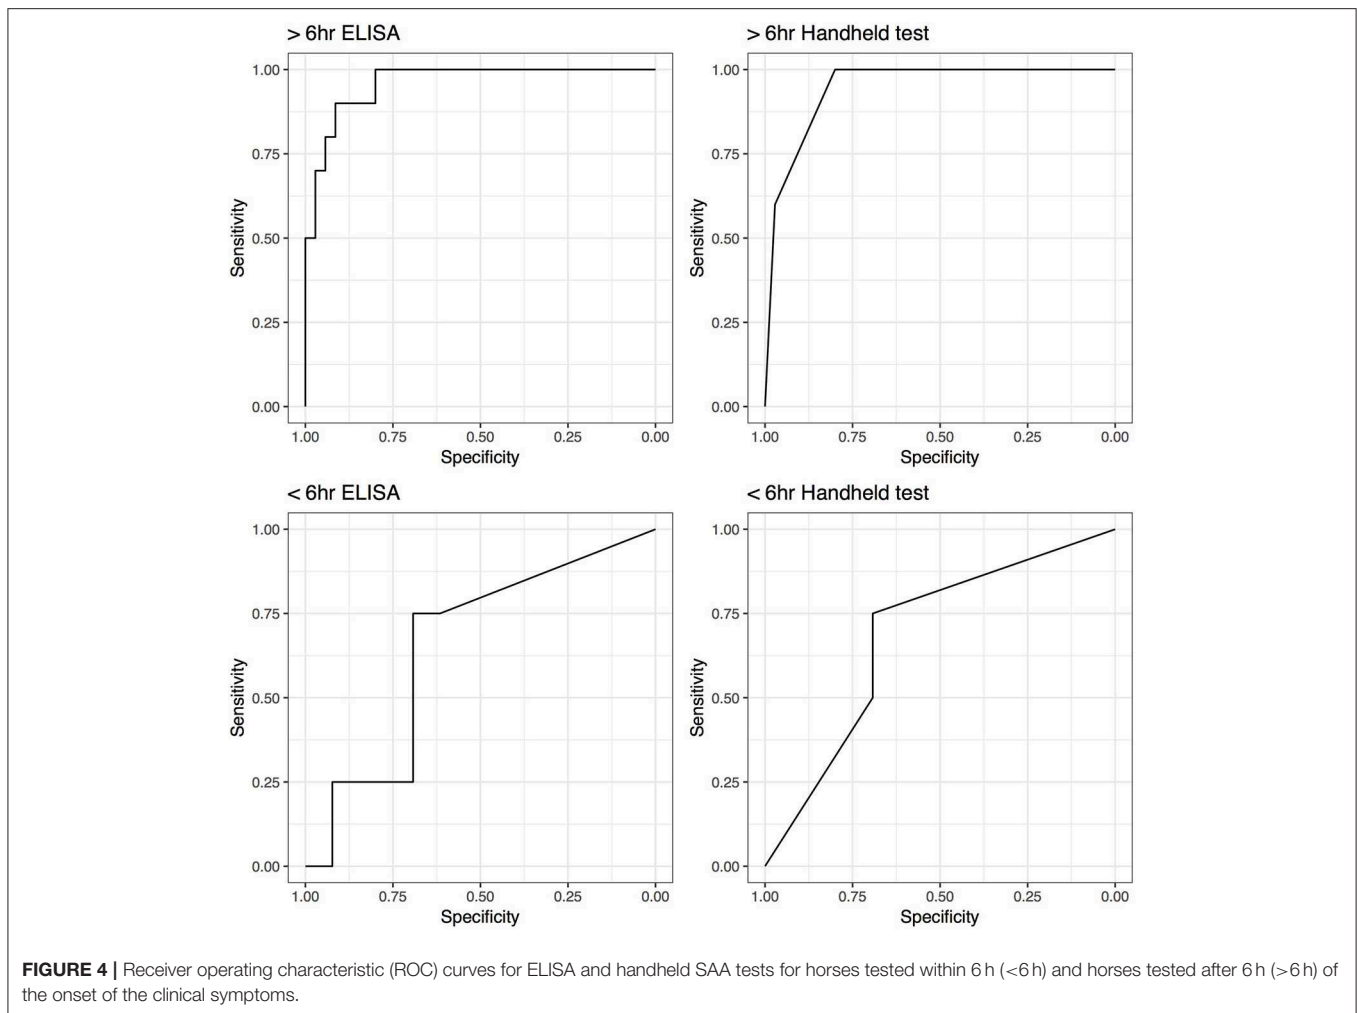 > 6hr ELISA
1.00
0.75
0.50
0.25
0.00
Sensitivity
1.00 0.75 0.50 0.25 0.00
Specificity
> 6hr Handheld test
1.00
0.75
0.50
0.25
0.00
Sensitivity
1.00 0.75 0.50 0.25 0.00
Specificity
< 6hr ELISA
1.00
0.75
0.50
0.25
0.00
Sensitivity
1.00 0.75 0.50 0.25 0.00
Specificity
< 6hr Handheld test
1.00
0.75
0.50
0.25
0.00
Sensitivity
1.00 0.75 0.50 0.25 0.00
Specificity
FIGURE 4 | Receiver operating characteristic (ROC) curves for ELISA and handheld SAA tests for horses tested within 6 h (<6 h) and horses tested after 6 h (>6 h) of
the onset of the clinical symptoms.